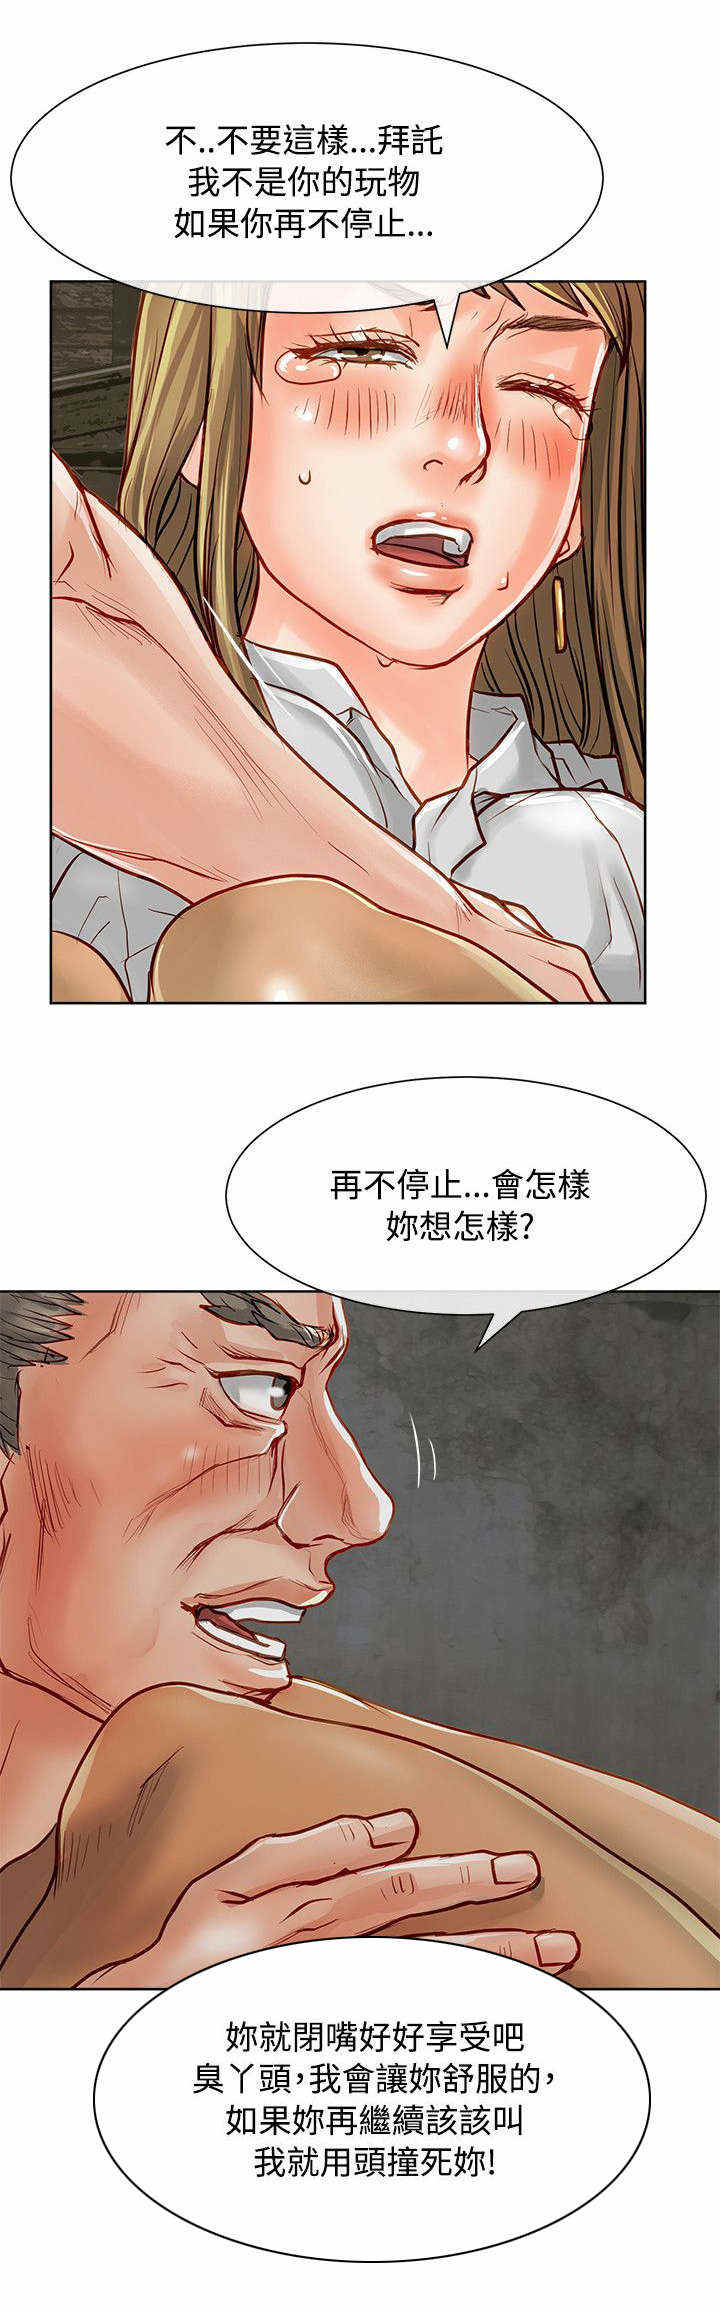 不..不要這樣...拜託
我不是你的玩物
如果你再不停止...
再不停止...會怎樣
妳想怎樣?
妳就閉嘴好好享受吧
臭丫頭,我會讓妳舒服的,
如果妳再繼續該該叫
我就用頭撞死妳!